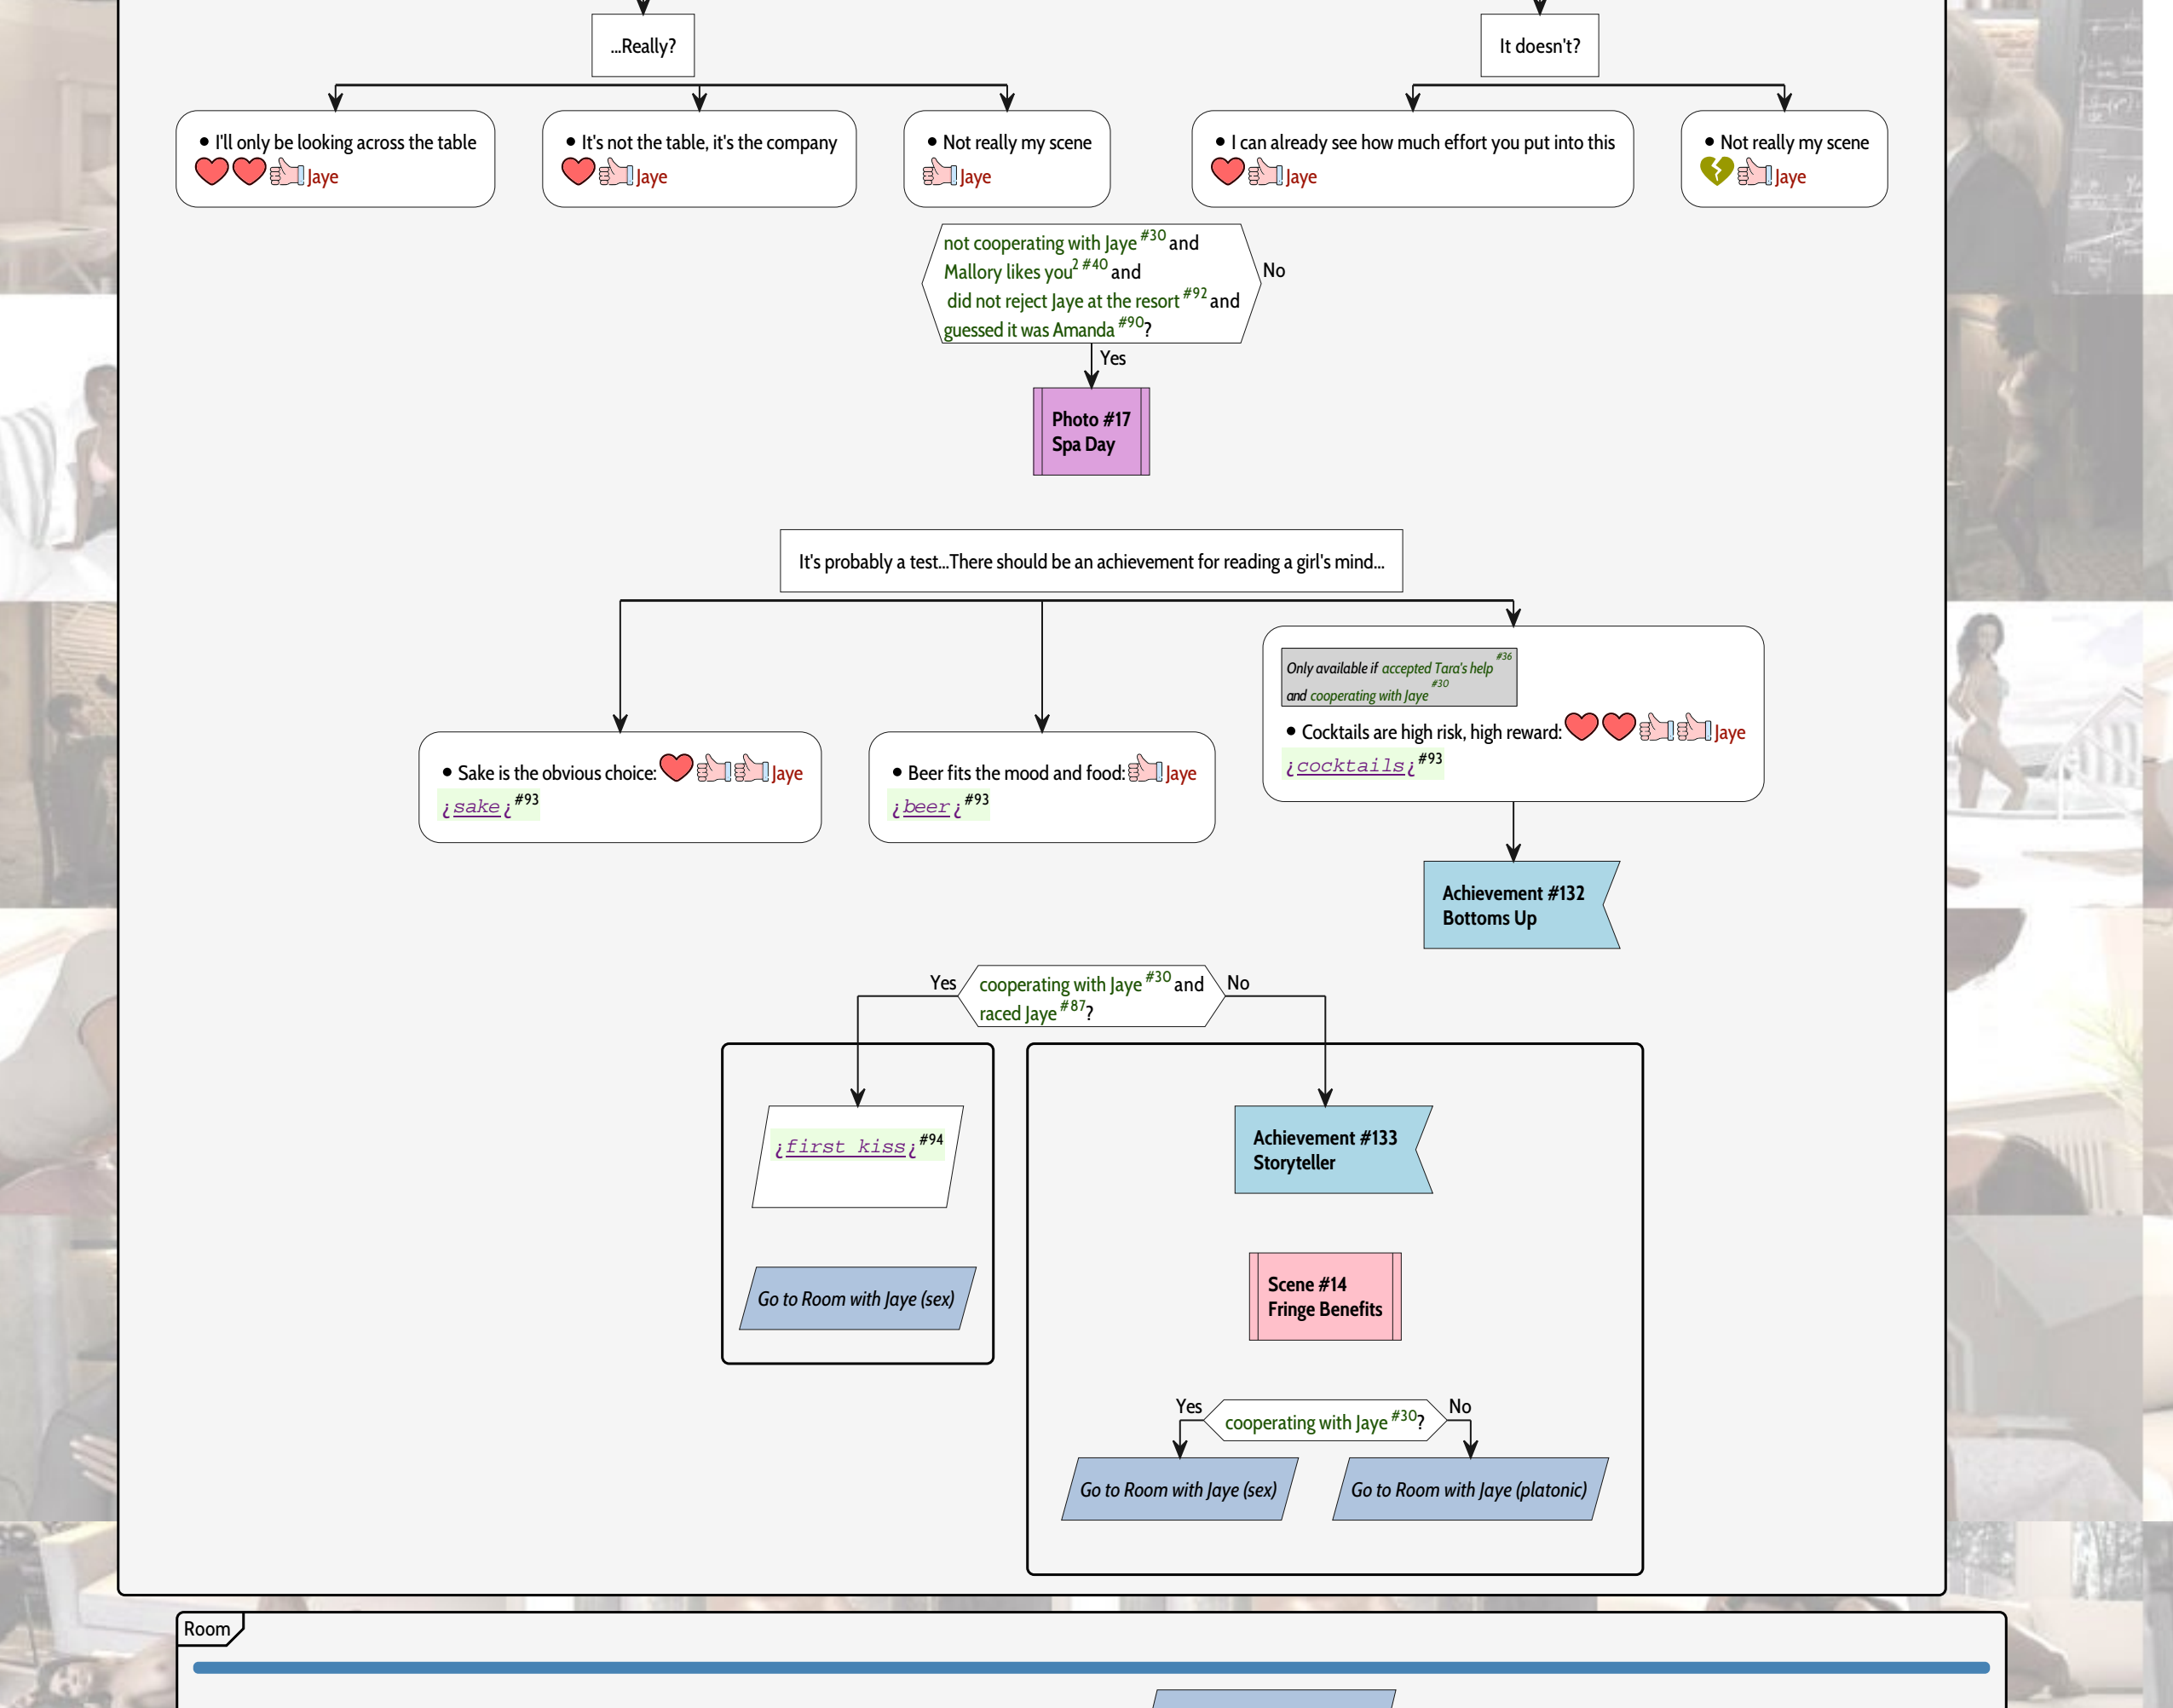 ...Really?
It doesn't?
• I'll only be looking across the table
Jaye
• It's not the table, it's the company
Jaye
• Not really my scene
Jaye
• I can already see how much effort you put into this
Jaye
• Not really my scene
Jaye
not cooperating with Jaye #30 and
Mallory likes you2 #40 and
did not reject Jaye at the resort #92 and
guessed it was Amanda #90?
No
Yes
Photo #17
Spa Day
It's probably a test...There should be an achievement for reading a girl's mind...
Only available if accepted Tara's help #36
and cooperating with Jaye #30
• Cocktails are high risk, high reward: Jaye
¿cocktails¿ #93
• Sake is the obvious choice: Jaye
¿sake¿ #93
• Beer fits the mood and food: Jaye
¿beer¿ #93
Achievement #132
Bottoms Up
Yes
cooperating with Jaye #30 and
raced Jaye #87?
No
¿first kiss¿ #94
Go to Room with Jaye (sex)
Achievement #133
Storyteller
Scene #14
Fringe Benefits
Yes
cooperating with Jaye #30?
No
Go to Room with Jaye (sex)
Go to Room with Jaye (platonic)
Room